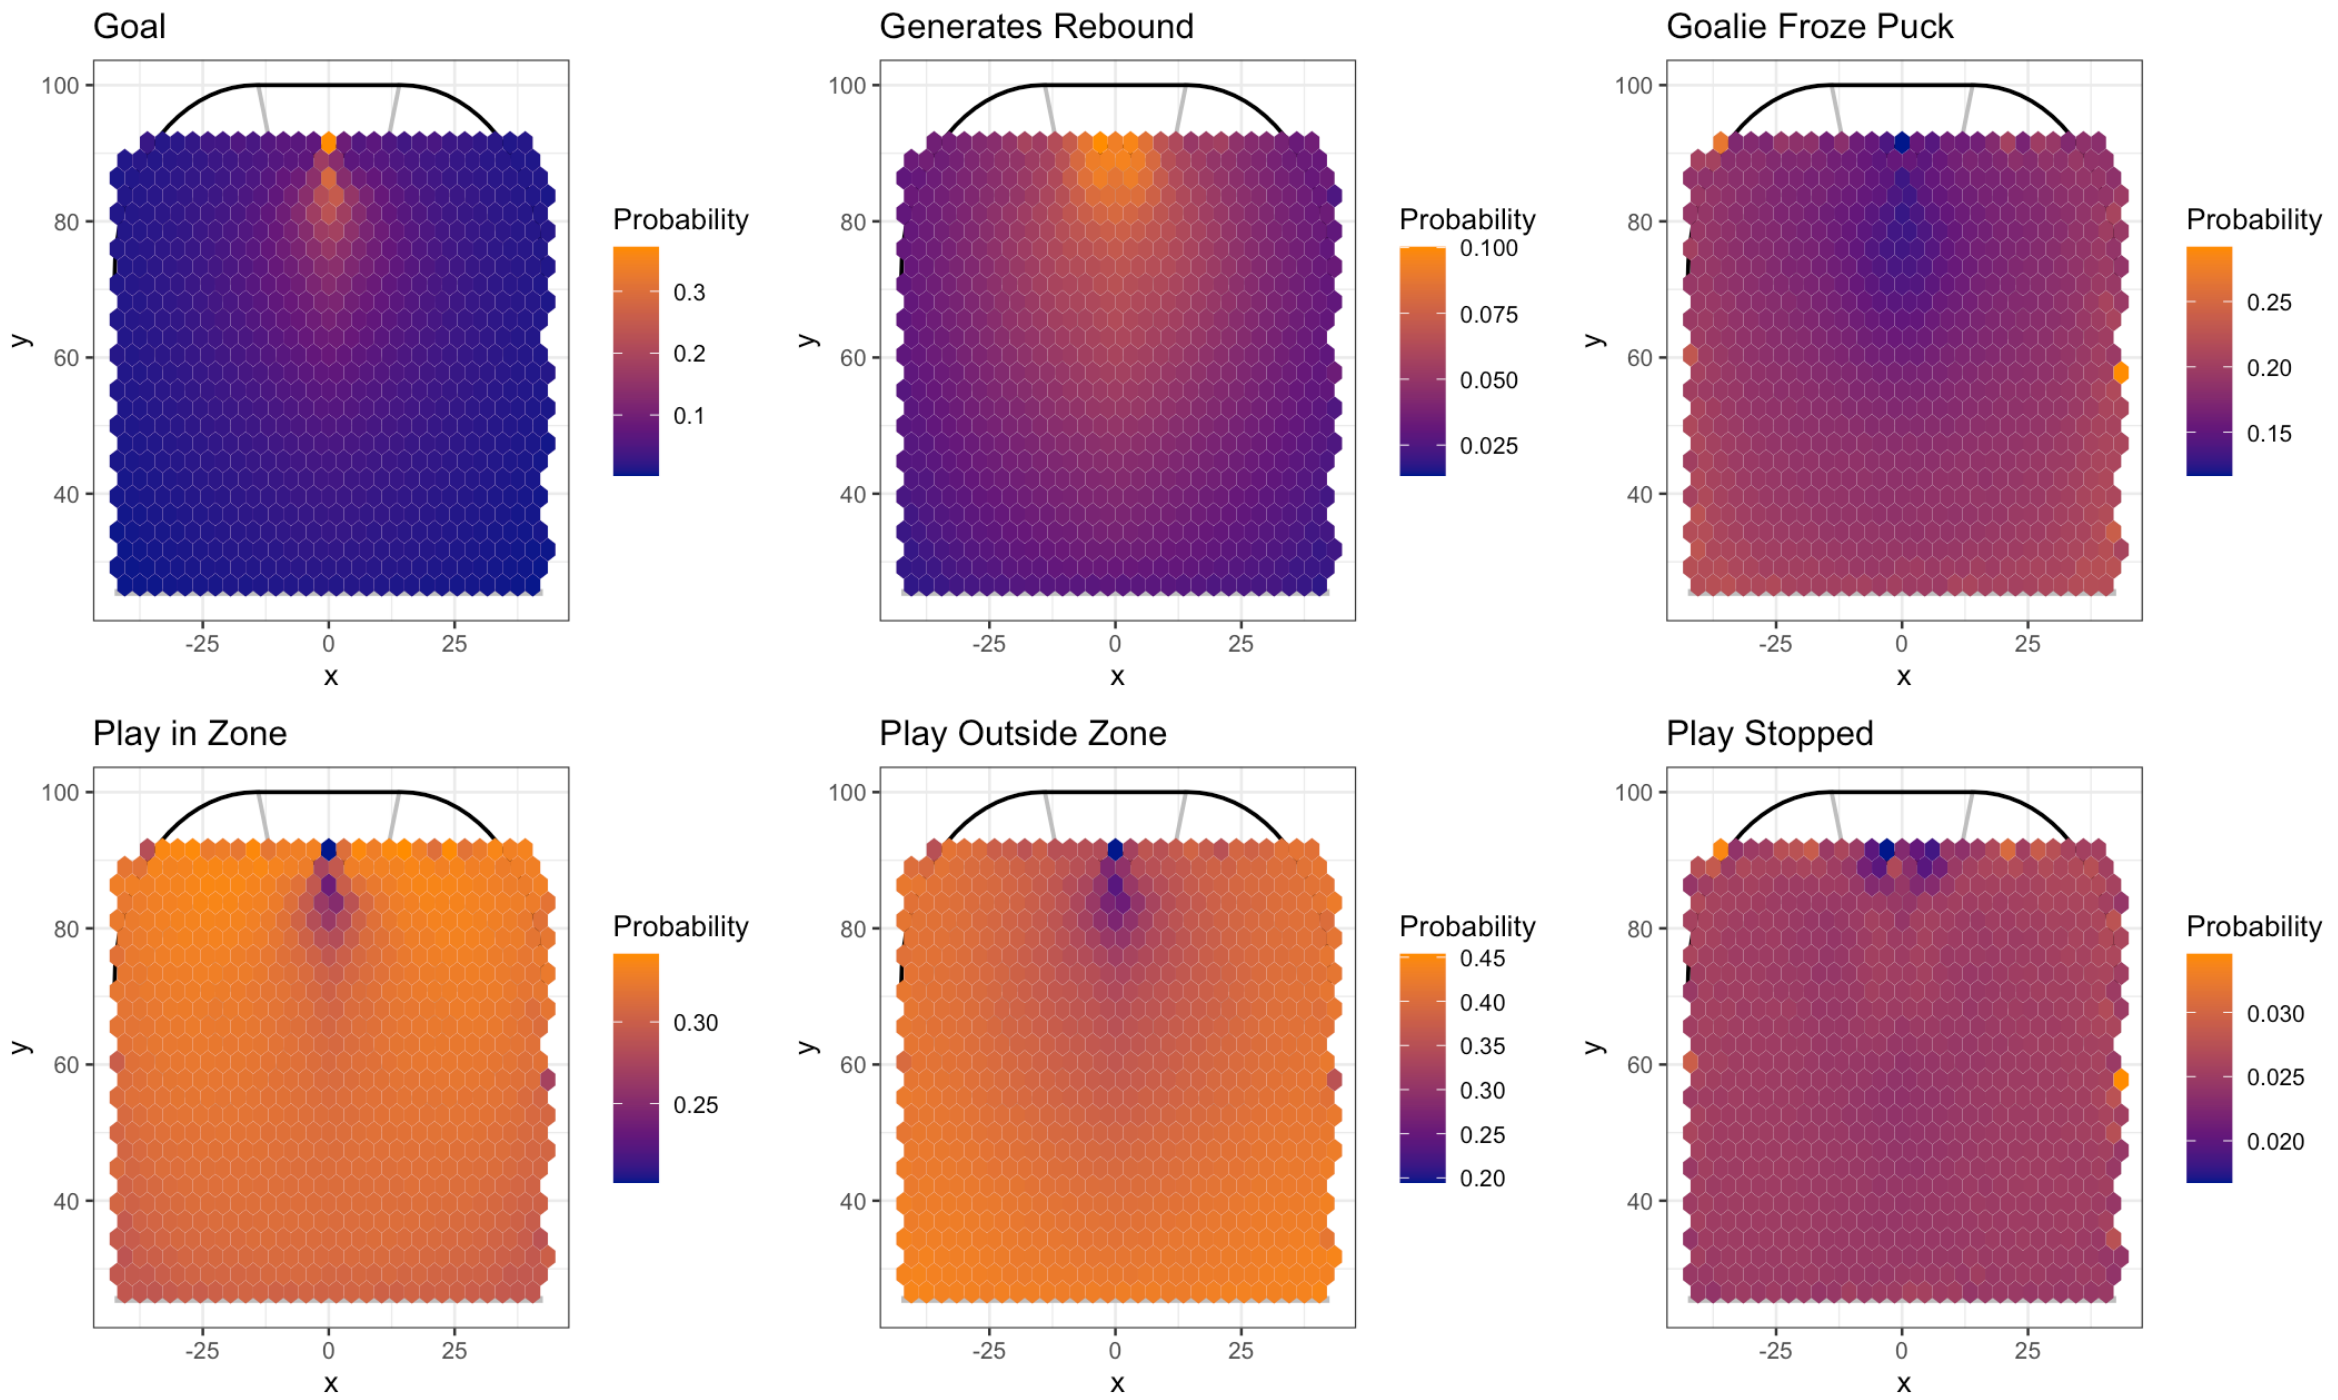 Goal
100
80
60
40
y
-25 0 25
x
Probability
0.3
0.2
0.1
Generates Rebound
100
80
60
40
y
-25 0 25
x
Probability
0.100
0.075
0.050
0.025
Goalie Froze Puck
100
80
60
40
y
-25 0 25
x
Probability
0.25
0.20
0.15
Play in Zone
100
80
60
40
y
-25 0 25
x
Probability
0.30
0.25
Play Outside Zone
100
80
60
40
y
-25 0 25
x
Probability
0.45
0.40
0.35
0.30
0.25
0.20
Play Stopped
100
80
60
40
y
-25 0 25
x
Probability
0.030
0.025
0.020